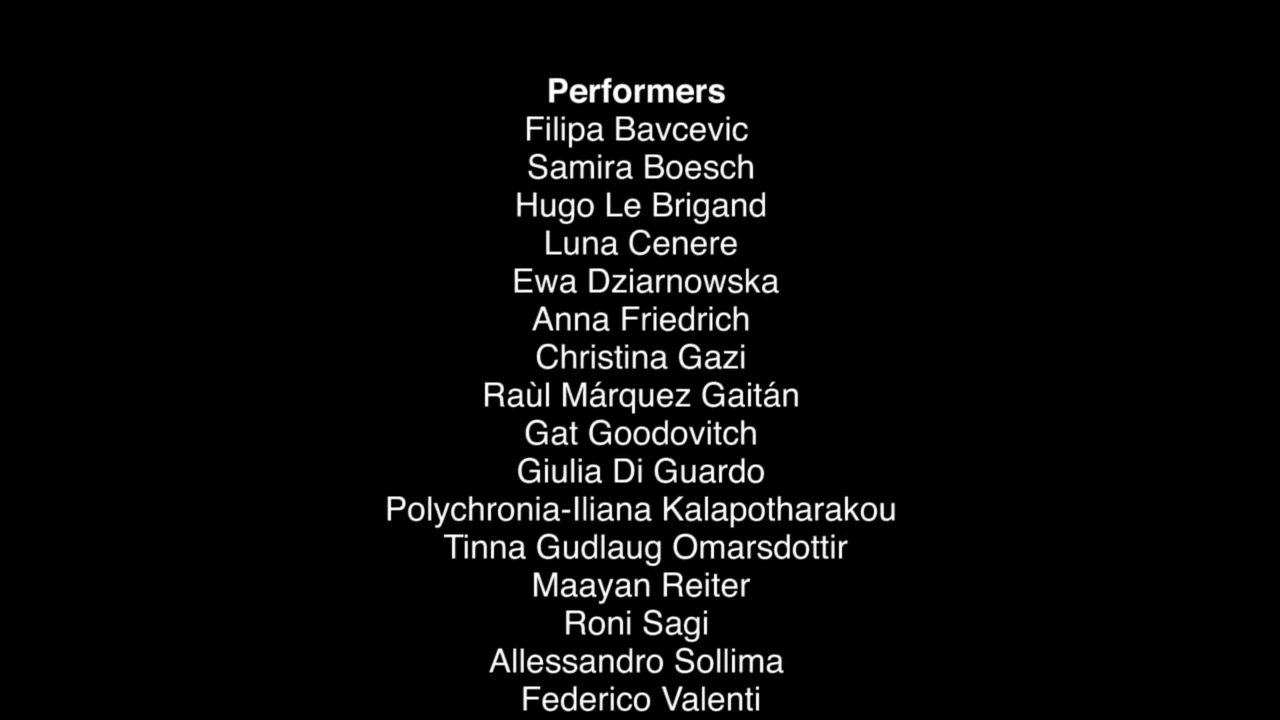 Performers
Filipa Bavcevic
Samira Boesch
Hugo Le Brigand
Luna Cenere
Ewa Dziarnowska
Anna Friedrich
Christina Gazi
Raùl Márquez Gaitán
Gat Goodovitch
Giulia Di Guardo
Polychronia-Iliana Kalapotharakou
Tinna Gudlaug Omarsdottir
Maayan Reiter
Roni Sagi
Allessandro Sollima
Federico Valenti